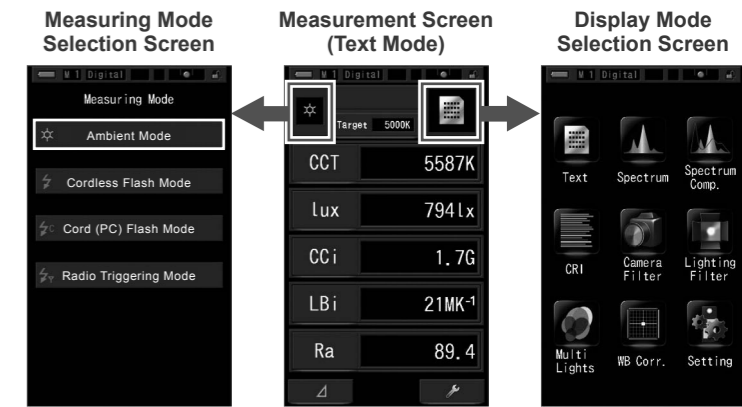 Measuring Mode
Selection Screen
Measurement Screen
(Text Mode)
Display Mode
Selection Screen
M 1 Digital
Measuring Mode
Ambient Mode
Cordless Flash Mode
Cord (PC) Flash Mode
Radio Triggering Mode
M 1 Digital
Target 5000K
CCT 5587K
lux 794lx
CCi 1.7G
LBi 21MK⁻¹
Ra 89.4
M 1 Digital
Text
Spectrum
Spectrum
Comp.
CRI
Camera
Filter
Lighting
Filter
Multi
Lights
WB Corr.
Setting